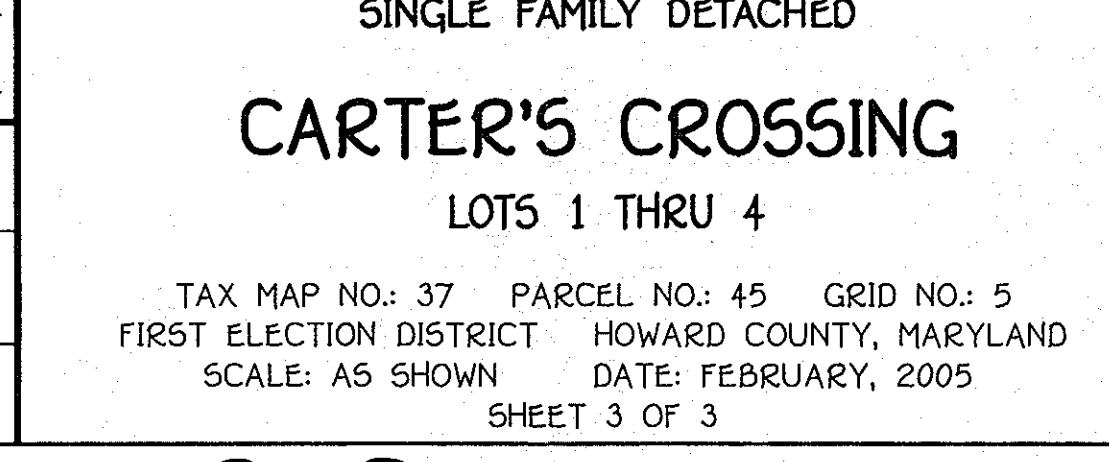 SINGLE FAMILY DETACHED
CARTER'S CROSSING
LOTS 1 THRU 4
TAX MAP NO.: 37 PARCEL NO.: 45 GRID NO.: 5
FIRST ELECTION DISTRICT HOWARD COUNTY, MARYLAND
SCALE: AS SHOWN DATE: FEBRUARY, 2005
SHEET 3 OF 3